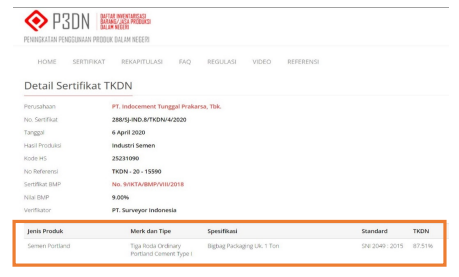 P3DN DAFTAR INVENTARISASI
BARANG/JASA PRODUKSI
DALAM NEGERI
PENINGKATAN PENGGUNAAN PRODUK DALAM NEGERI
HOME SERTIFIKAT REKAPITULASI FAQ REGULASI VIDEO REFERENSI
Detail Sertifikat TKDN
Perusahaan PT. Indocement Tunggal Prakarsa, Tbk.
No. Sertifikat 288/SJ-IND.8/TKDN/4/2020
Tanggal 6 April 2020
Hasil Produksi Industri Semen
Kode HS 25231090
No Referensi TKDN - 20 - 15590
Sertifikat BMP No. 9/IKTA/BMP/VIII/2018
Nilai BMP 9.00%
Verifikator PT. Surveyor Indonesia
Jenis Produk Merk dan Tipe Spesifikasi Standard TKDN
Semen Portland Tiga Roda Ordinary Bigbag Packaging Uk. 1 Ton SNI 2049 : 2015 87.51%
Portland Cement Type I